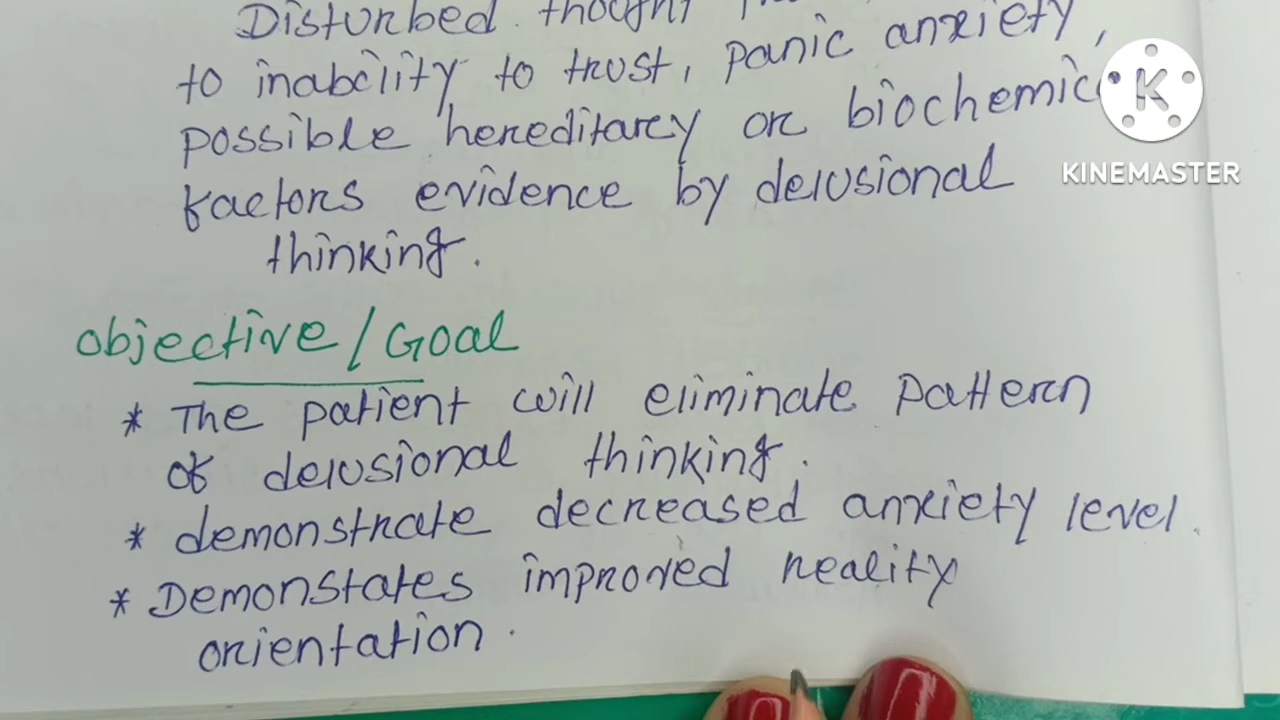 Disturbed thought
to inability to trust, panic anxiety,
possible hereditary or
factors evidence by delusional
thinking.
Objective/Goal
* The patient will eliminate pattern
of delusional thinking.
* demonstrate decreased anxiety level.
* Demonstates improved reality
orientation.
K
KINEMASTER